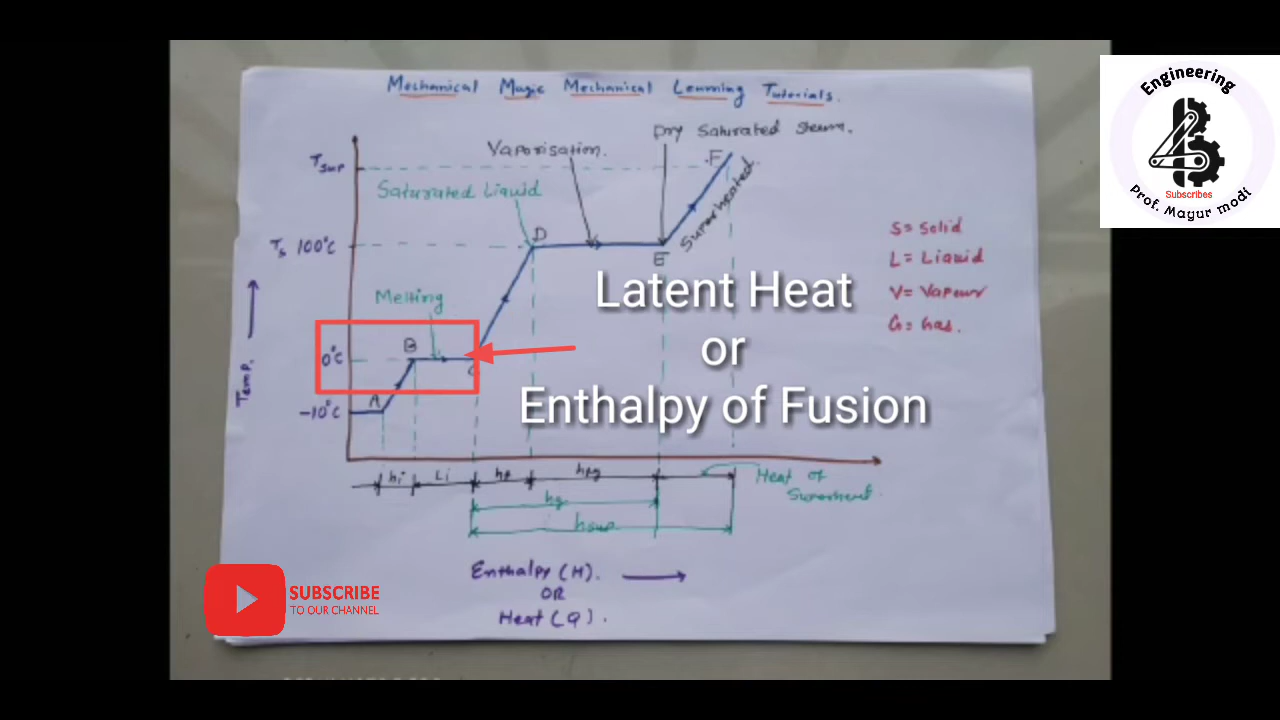 Mechanical Magic Mechanical Learning Tutorials.
Engineering
Subscribes
Prof. Mayur modi
Dry Saturated steam.
Vaporisation.
F
Tsup
Saturated Liquid
Superheated
D
Ts 100°C
E
S = Solid
L = Liquid
V = Vapour
G = Gas.
Melting
Latent Heat
or
Enthalpy of Fusion
B
0°C
C
Temp.
A
-10°C
hi Li hf hfg
Heat of
Superheat.
hg
hsup
Enthalpy (H).
OR
Heat (Q).
SUBSCRIBE
TO OUR CHANNEL